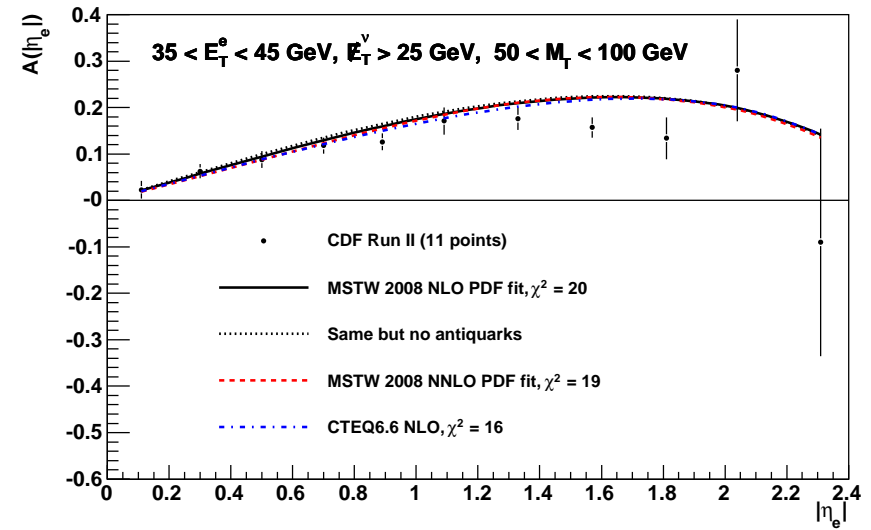 A(|η_e|)
35 < E_T^e < 45 GeV, E̸_T^ν > 25 GeV, 50 < M_T < 100 GeV
0.4
0.3
0.2
0.1
-0
-0.1
-0.2
-0.3
-0.4
-0.5
-0.6
CDF Run II (11 points)
MSTW 2008 NLO PDF fit, χ² = 20
Same but no antiquarks
MSTW 2008 NNLO PDF fit, χ² = 19
CTEQ6.6 NLO, χ² = 16
0 0.2 0.4 0.6 0.8 1 1.2 1.4 1.6 1.8 2 2.2 2.4
|η_e|